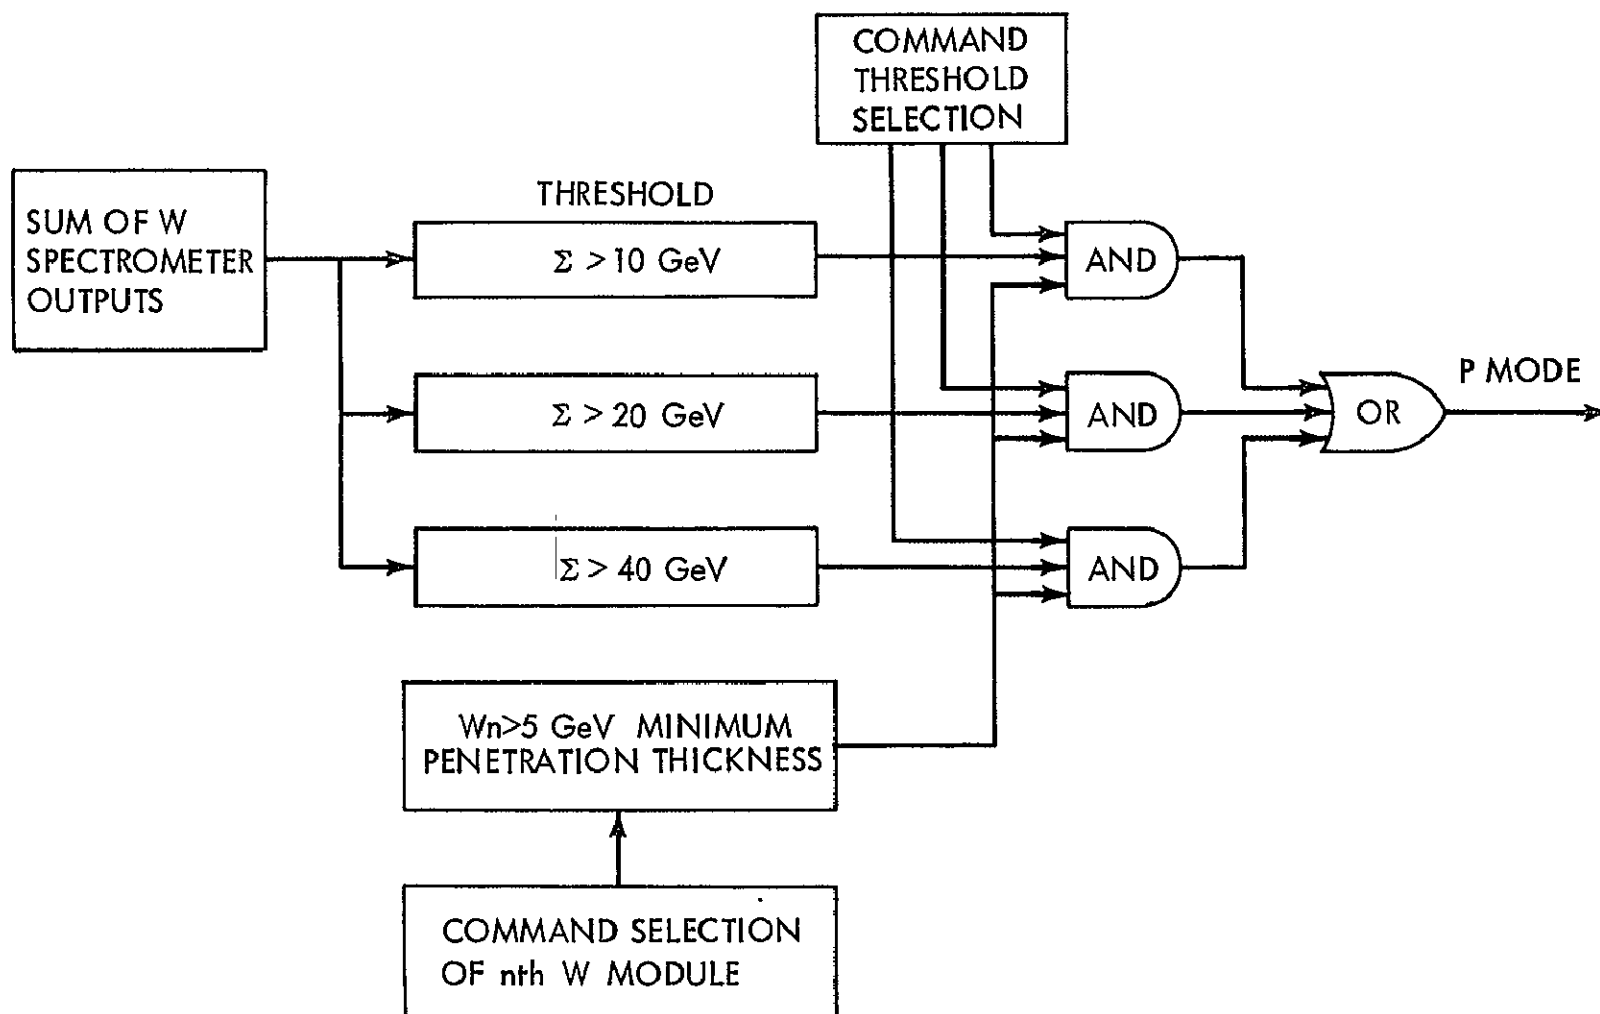 COMMAND
THRESHOLD
SELECTION
SUM OF W
SPECTROMETER
OUTPUTS
THRESHOLD
Σ > 10 GeV
AND
Σ > 20 GeV
AND
OR
P MODE
Σ > 40 GeV
AND
Wn>5 GeV MINIMUM
PENETRATION THICKNESS
COMMAND SELECTION
OF nth W MODULE